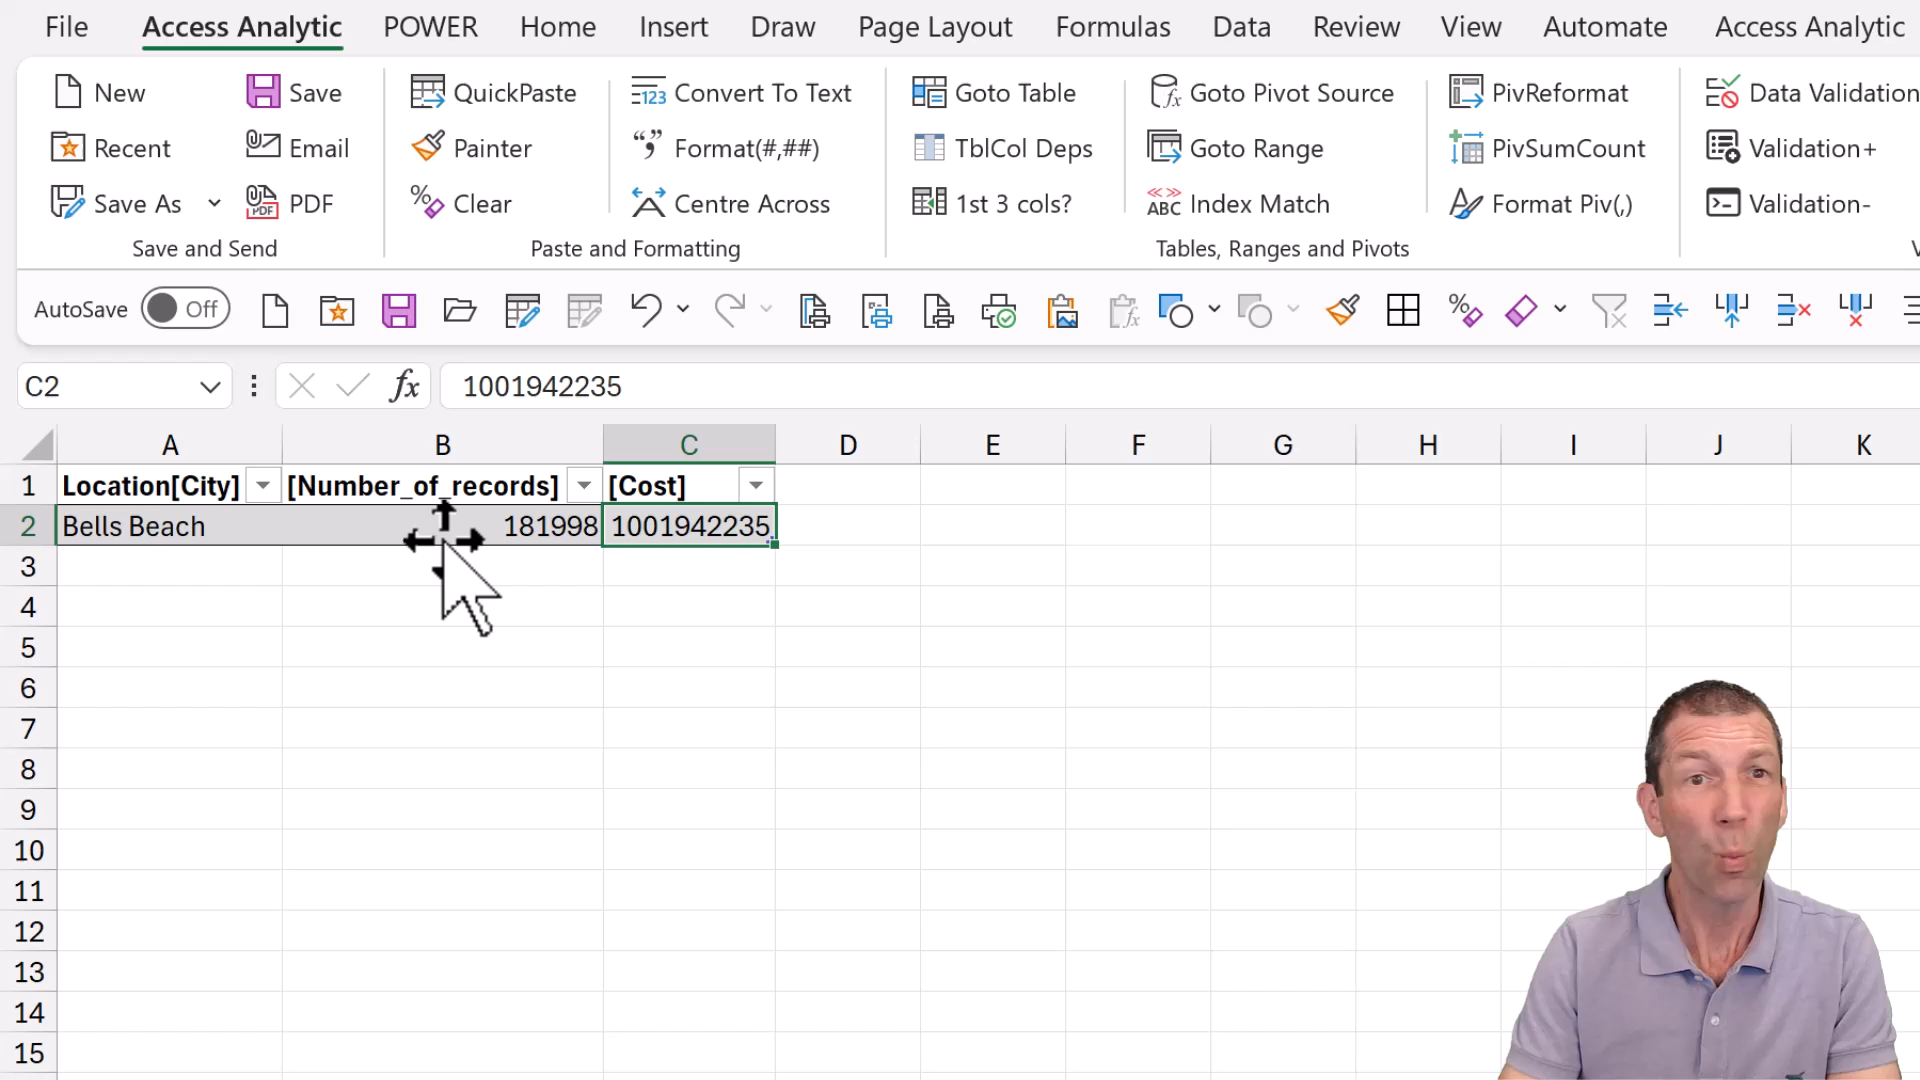 File Access Analytic POWER Home Insert Draw Page Layout Formulas Data Review View Automate Access Analytic
New Save QuickPaste Convert To Text Goto Table Goto Pivot Source PivReformat Data Validation
Recent Email Painter Format(#,##) TblCol Deps Goto Range PivSumCount Validation+
Save As PDF Clear Centre Across 1st 3 cols? Index Match Format Piv(,) Validation-
Save and Send Paste and Formatting Tables, Ranges and Pivots
AutoSave Off
C2 fx 1001942235
A B C D E F G H I J K
1 Location[City] [Number_of_records] [Cost]
2 Bells Beach 181998 1001942235
3
4
5
6
7
8
9
10
11
12
13
14
15